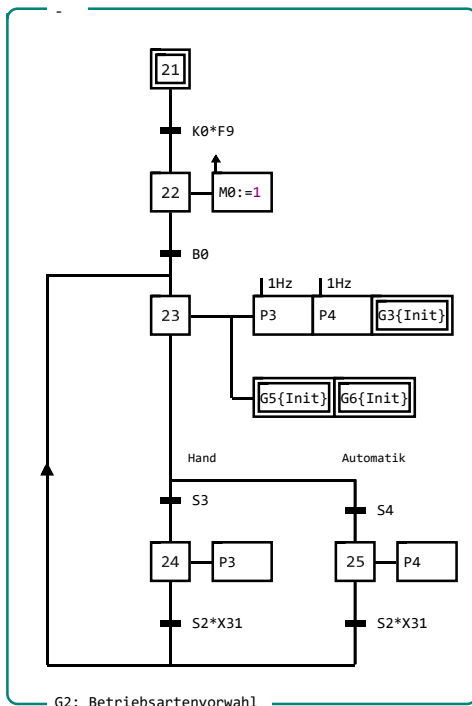 -
21
K0*F9
22 M0:=1
B0
1Hz 1Hz
23 P3 P4 G3{Init}
G5{Init} G6{Init}
Hand Automatik
S3
S4
24 P3 25 P4
S2*X31 S2*X31
G2: Betriebsartenvorwahl